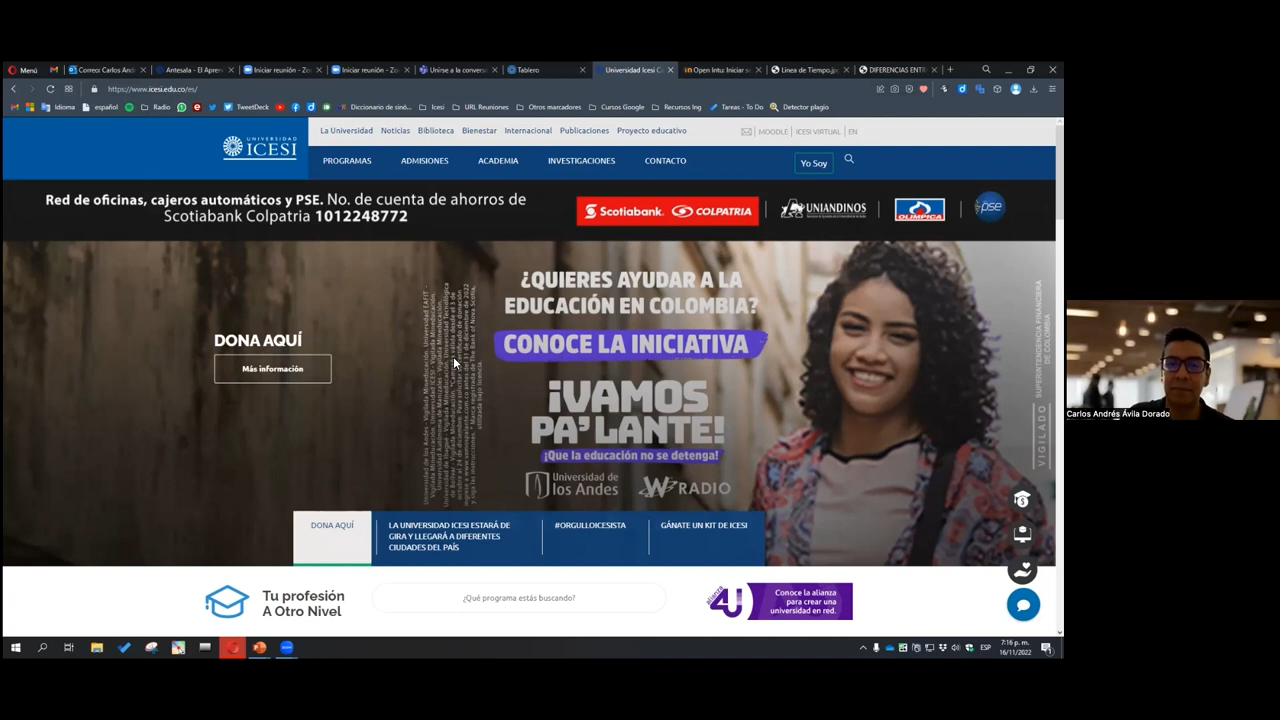 Menú
Correo: Carlos And
Antesala - El Apren
Iniciar reunión - Zo
Iniciar reunión - Zo
Unirse a la convers
Tablero
Universidad Icesi C
Open Intu: Iniciar s
Linea de Tiempo.jp
DIFERENCIAS ENT
https://www.icesi.edu.co/es/
Idioma
español
Radio
TweetDeck
Diccionario de sinó...
Icesi
URL Reuniones
Otros marcadores
Cursos Google
Recursos Ing
Tareas - To Do
Detector plagio
UNIVERSIDAD
ICESI
La Universidad Noticias Biblioteca Bienestar Internacional Publicaciones Proyecto educativo
MOODLE | ICESI VIRTUAL | EN
PROGRAMAS ADMISIONES ACADEMIA INVESTIGACIONES CONTACTO
Yo Soy
Red de oficinas, cajeros automáticos y PSE. No. de cuenta de ahorros de
Scotiabank Colpatria 1012248772
Scotiabank COLPATRIA
UNIANDINOS
OLIMPICA
pse
¿QUIERES AYUDAR A LA
EDUCACIÓN EN COLOMBIA?
CONOCE LA INICIATIVA
¡VAMOS
PA'LANTE!
¡Que la educación no se detenga!
Universidad de
los Andes
W RADIO
DONA AQUÍ
Más información
VIGILADO
SUPERINTENDENCIA FINANCIERA
DE COLOMBIA
DONA AQUÍ
LA UNIVERSIDAD ICESI ESTARÁ DE
GIRA Y LLEGARÁ A DIFERENTES
CIUDADES DEL PAÍS
#ORGULLOICESISTA
GÁNATE UN KIT DE ICESI
Tu profesión
A Otro Nivel
¿Qué programa estás buscando?
alianza
4U
Conoce la alianza
para crear una
universidad en red.
ESP
7:16 p. m.
16/11/2022
Carlos Andrés Ávila Dorado